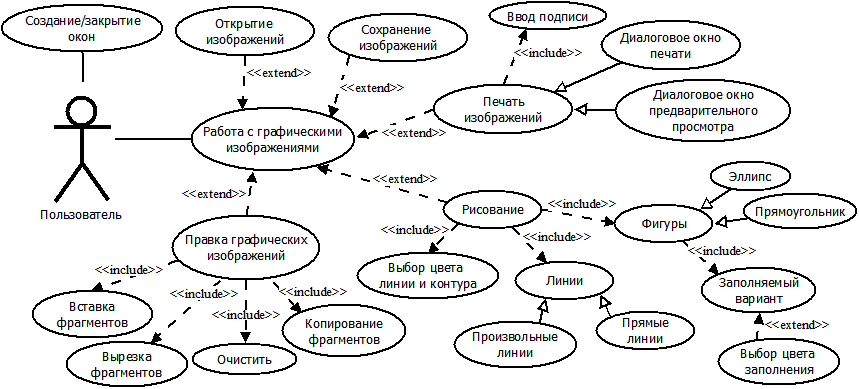 Создание/закрытие
окон
Открытие
изображений
Сохранение
изображений
Ввод подписи
<<include>>
Диалоговое окно
печати
<<extend>>
<<extend>>
Печать
изображений
Диалоговое окно
предварительного
просмотра
<<extend>>
Работа с графическими
изображениями
Пользователь
<<extend>>
<<extend>>
Рисование
<<include>>
Фигуры
Эллипс
Прямоугольник
Правка графических
изображений
<<include>>
<<include>>
<<include>>
Выбор цвета
линии и контура
Линии
Заполняемый
вариант
<<include>>
<<include>>
<<include>>
<<include>>
Вставка
фрагментов
Вырезка
фрагментов
Очистить
Копирование
фрагментов
Произвольные
линии
Прямые
линии
<<extend>>
Выбор цвета
заполнения